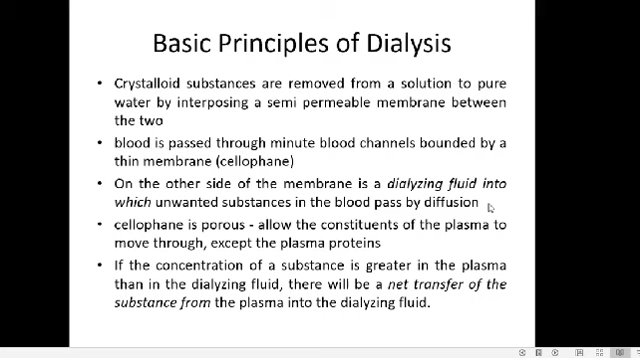 Basic Principles of Dialysis
• Crystalloid substances are removed from a solution to pure
water by interposing a semi permeable membrane between
the two
• blood is passed through minute blood channels bounded by a
thin membrane (cellophane)
• On the other side of the membrane is a dialyzing fluid into
which unwanted substances in the blood pass by diffusion
• cellophane is porous - allow the constituents of the plasma to
move through, except the plasma proteins
• If the concentration of a substance is greater in the plasma
than in the dialyzing fluid, there will be a net transfer of the
substance from the plasma into the dialyzing fluid.